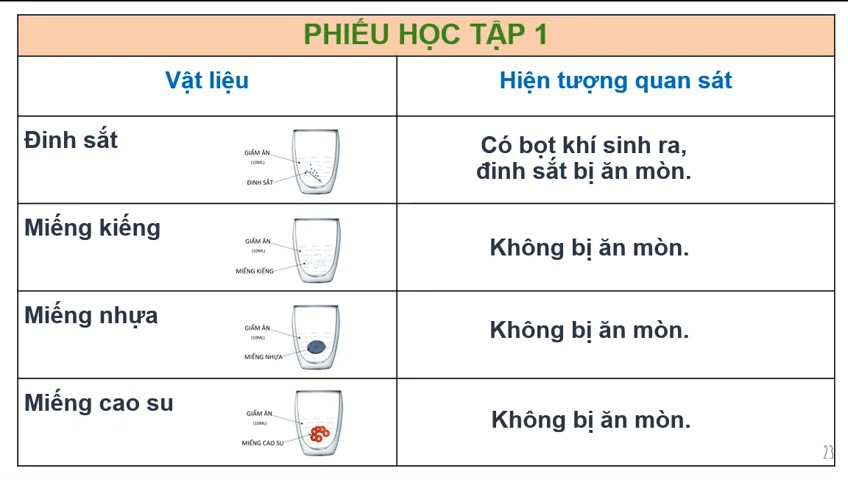 PHIẾU HỌC TẬP 1
Vật liệu
Hiện tượng quan sát
Đinh sắt
GIẤM ĂN
(10ML)
ĐINH SẮT
Có bọt khí sinh ra,
đinh sắt bị ăn mòn.
Miếng kiếng
GIẤM ĂN
(10ML)
MIẾNG KIẾNG
Không bị ăn mòn.
Miếng nhựa
GIẤM ĂN
(10ML)
MIẾNG NHỰA
Không bị ăn mòn.
Miếng cao su
GIẤM ĂN
(10ML)
MIẾNG CAO SU
Không bị ăn mòn.
23